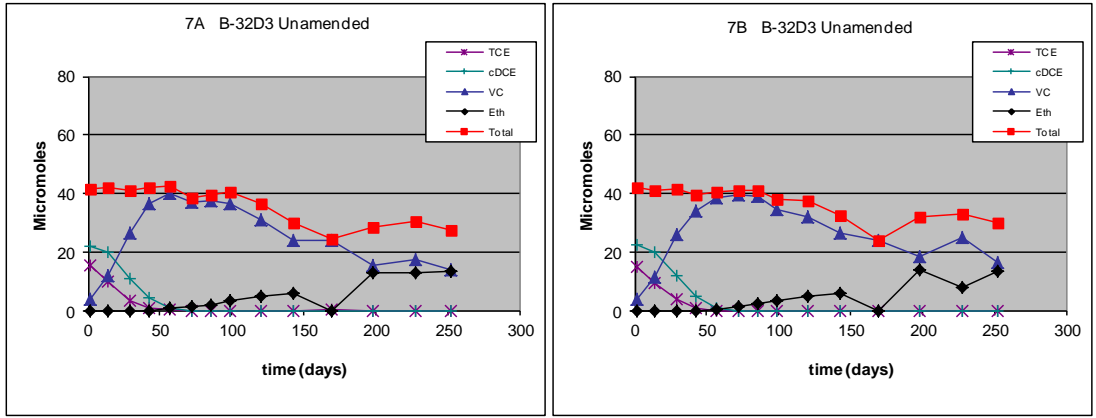 7A B-32D3 Unamended
TCE
cDCE
VC
Eth
Total
80
60
40
20
0
Micromoles
0 50 100 150 200 250 300
time (days)
7B B-32D3 Unamended
TCE
cDCE
VC
Eth
Total
80
60
40
20
0
Micromoles
0 50 100 150 200 250 300
time (days)